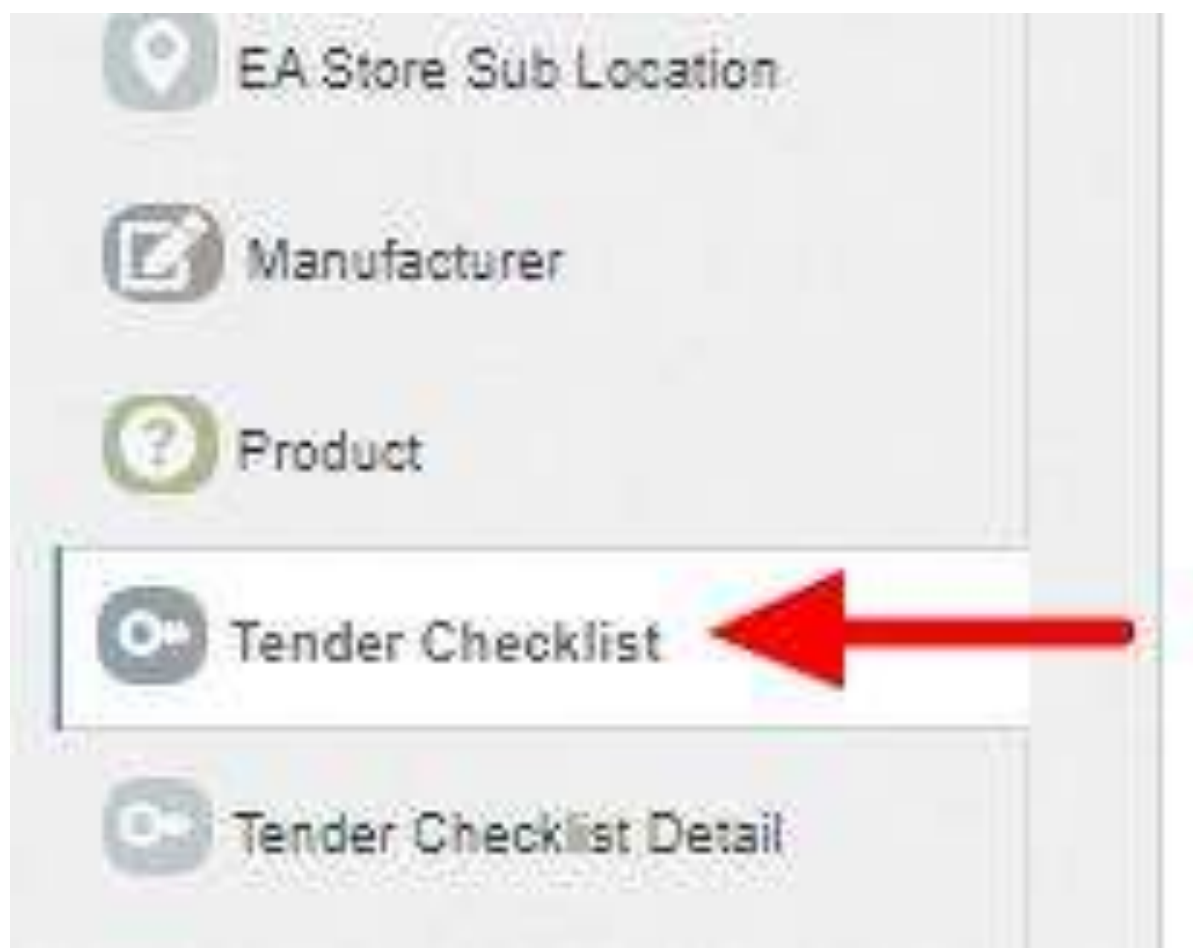 EA Store Sub Location
Manufacturer
Product
Tender Checklist
Tender Checklist Detail